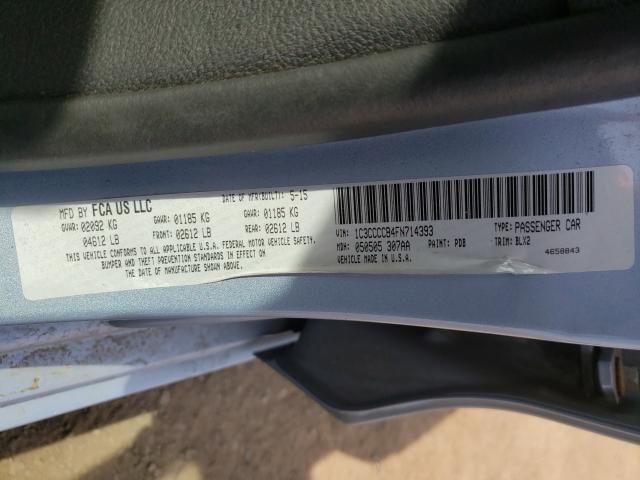 MFD BY FCA US LLC
DATE OF MFR(BUILT): 5-15
GVWR: 02092 KG
04612 LB
GAWR: 01185 KG
FRONT: 02612 LB
GAWR: 01185 KG
REAR: 02612 LB
THIS VEHICLE CONFORMS TO ALL APPLICABLE U.S.A. FEDERAL MOTOR VEHICLE SAFETY,
BUMPER AND THEFT PREVENTION STANDARDS IN EFFECT ON
THE DATE OF MANUFACTURE SHOWN ABOVE.
VIN: 1C3CCCCB4FN714393
TYPE: PASSENGER CAR
MDH: 050505 307AA
PAINT: PDB
TRIM: BLX2
VEHICLE MADE IN U.S.A.
4658843